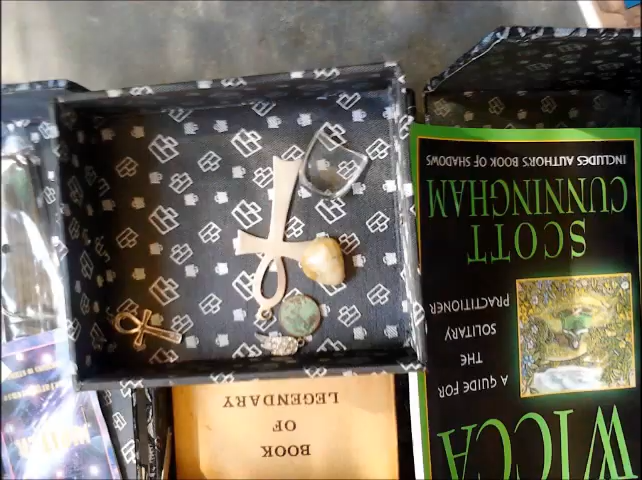 WICCA
A GUIDE FOR
THE
SOLITARY
PRACTITIONER
SCOTT
CUNNINGHAM
INCLUDES AUTHOR'S BOOK OF SHADOWS
BOOK
OF
LEGENDARY